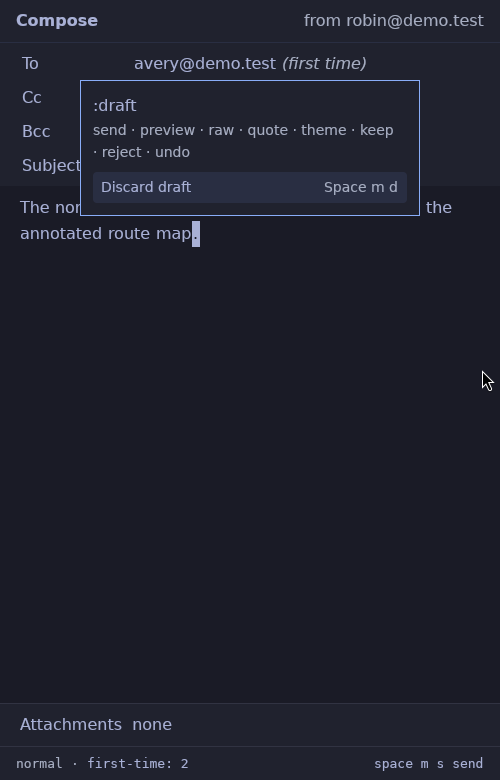 Compose from robin@demo.test
To avery@demo.test (first time)
Cc
Bcc
Subject
:draft
send · preview · raw · quote · theme · keep
· reject · undo
Discard draft Space m d
The the
annotated route map.
Attachments none
normal · first-time: 2 space m s send